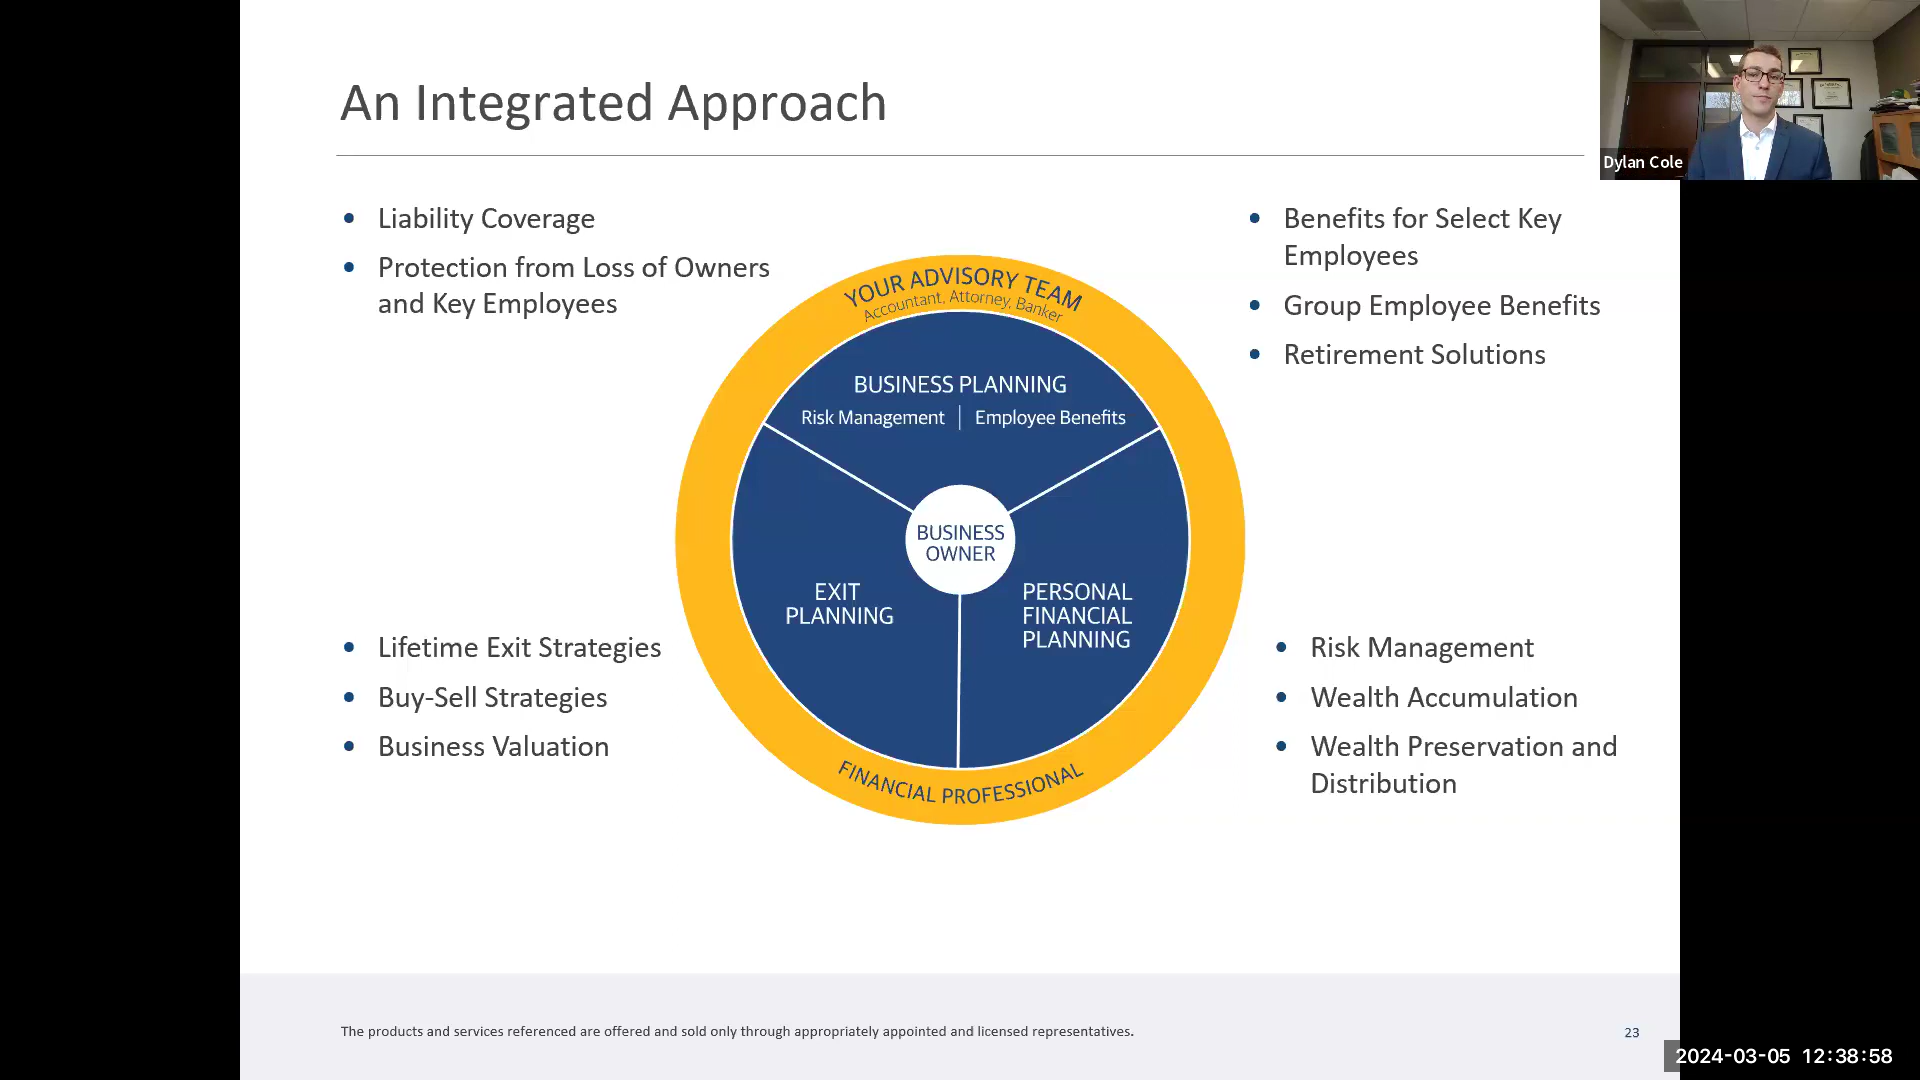 An Integrated Approach
Dylan Cole
• Liability Coverage
• Protection from Loss of Owners
and Key Employees
• Benefits for Select Key
Employees
• Group Employee Benefits
• Retirement Solutions
YOUR ADVISORY TEAM
Accountant, Attorney, Banker
BUSINESS PLANNING
Risk Management | Employee Benefits
BUSINESS
OWNER
EXIT
PLANNING
PERSONAL
FINANCIAL
PLANNING
FINANCIAL PROFESSIONAL
• Lifetime Exit Strategies
• Buy-Sell Strategies
• Business Valuation
• Risk Management
• Wealth Accumulation
• Wealth Preservation and
Distribution
The products and services referenced are offered and sold only through appropriately appointed and licensed representatives.
23
2024-03-05 12:38:58